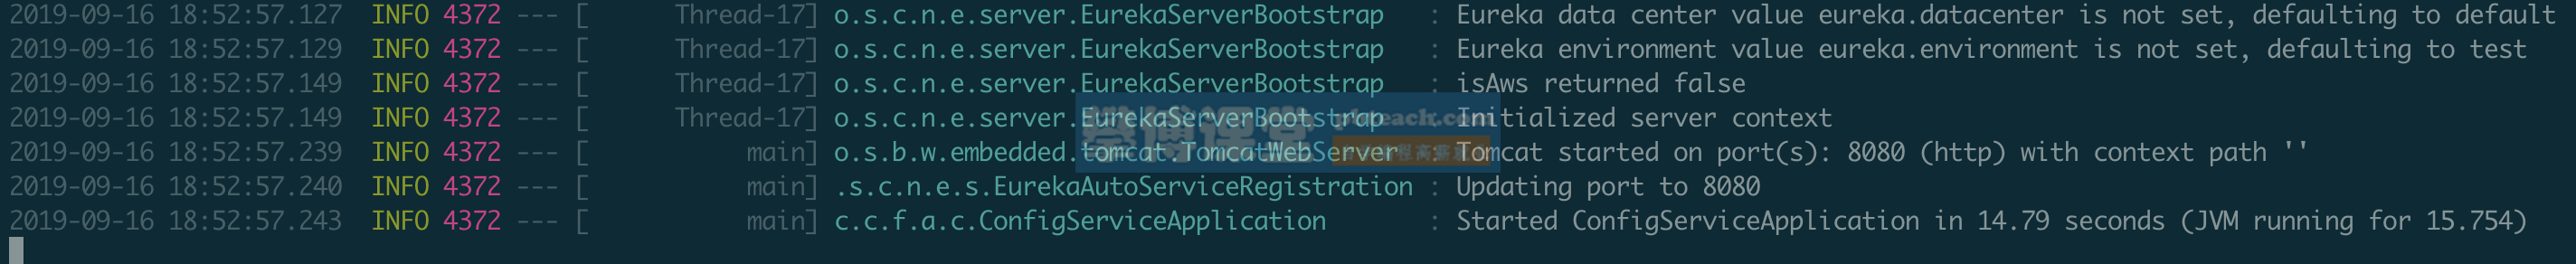 2019-09-16 18:52:57.127  INFO 4372 --- [      Thread-17] o.s.c.n.e.server.EurekaServerBootstrap   : Eureka data center value eureka.datacenter is not set, defaulting to default
2019-09-16 18:52:57.129  INFO 4372 --- [      Thread-17] o.s.c.n.e.server.EurekaServerBootstrap   : Eureka environment value eureka.environment is not set, defaulting to test
2019-09-16 18:52:57.149  INFO 4372 --- [      Thread-17] o.s.c.n.e.server.EurekaServerBootstrap   : isAws returned false
2019-09-16 18:52:57.149  INFO 4372 --- [      Thread-17] o.s.c.n.e.server.EurekaServerBootstrap   : Initialized server context
2019-09-16 18:52:57.239  INFO 4372 --- [           main] o.s.b.w.embedded.tomcat.TomcatWebServer  : Tomcat started on port(s): 8080 (http) with context path ''
2019-09-16 18:52:57.240  INFO 4372 --- [           main] .s.c.n.e.s.EurekaAutoServiceRegistration : Updating port to 8080
2019-09-16 18:52:57.243  INFO 4372 --- [           main] c.c.f.a.c.ConfigServiceApplication       : Started ConfigServiceApplication in 14.79 seconds (JVM running for 15.754)